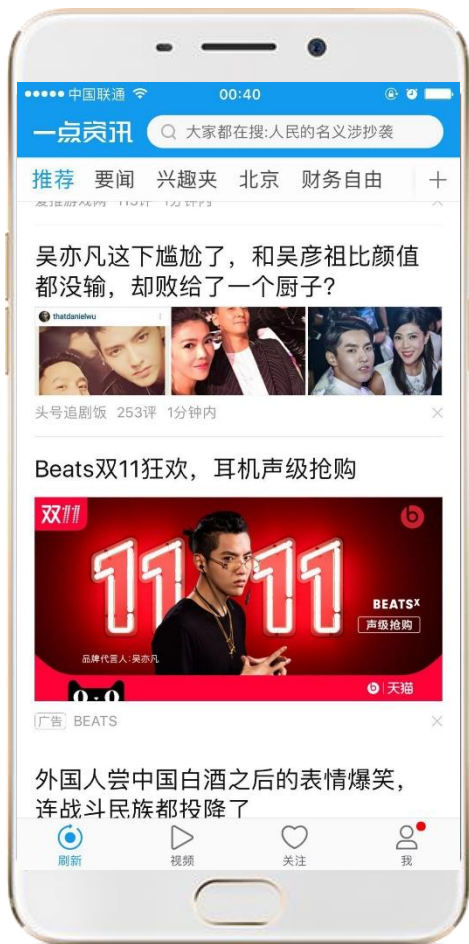 中国联通
00:40
一点资讯
大家都在搜:人民的名义涉抄袭
推荐 要闻 兴趣夹 北京 财务自由 +
吴亦凡这下尴尬了，和吴彦祖比颜值
都没输，却败给了一个厨子?
thatdanielwu
头号追剧饭 253评 1分钟内
Beats双11狂欢，耳机声级抢购
双11
11 11
BEATSX
声级抢购
品牌代言人:吴亦凡
天猫
广告 BEATS
外国人尝中国白酒之后的表情爆笑，
连战斗民族都投降了
刷新 视频 关注 我